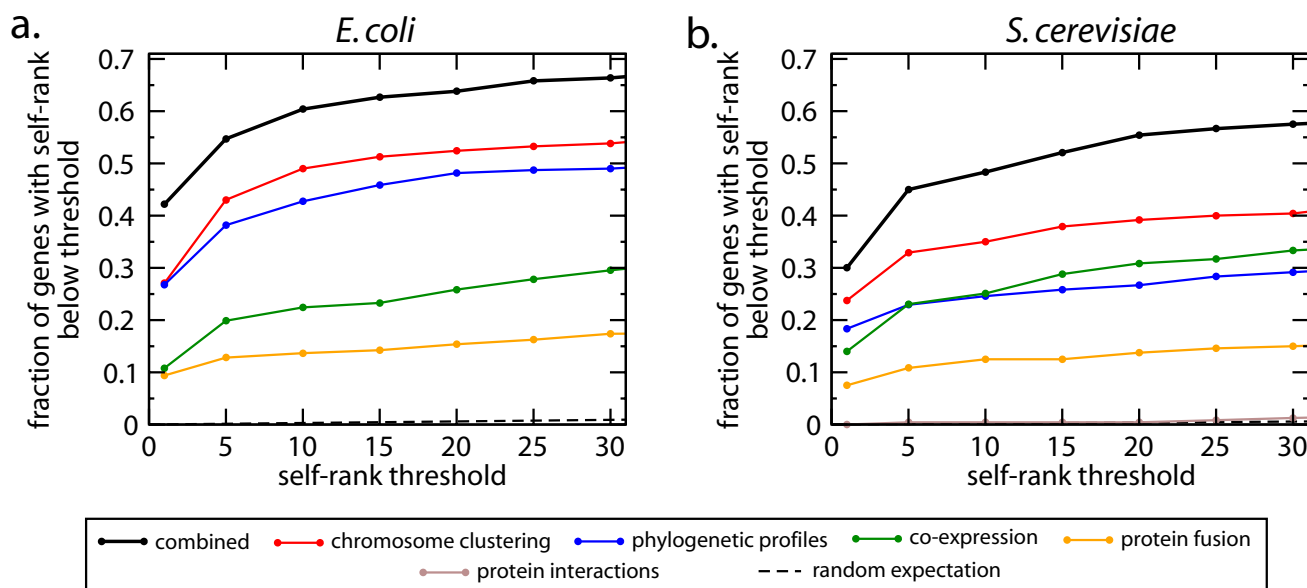 a.
E. coli
fraction of genes with self-rank
below threshold
0.7
0.6
0.5
0.4
0.3
0.2
0.1
0
0 5 10 15 20 25 30
self-rank threshold
b.
S. cerevisiae
fraction of genes with self-rank
below threshold
0.7
0.6
0.5
0.4
0.3
0.2
0.1
0
0 5 10 15 20 25 30
self-rank threshold
combined chromosome clustering phylogenetic profiles co-expression protein fusion
protein interactions random expectation